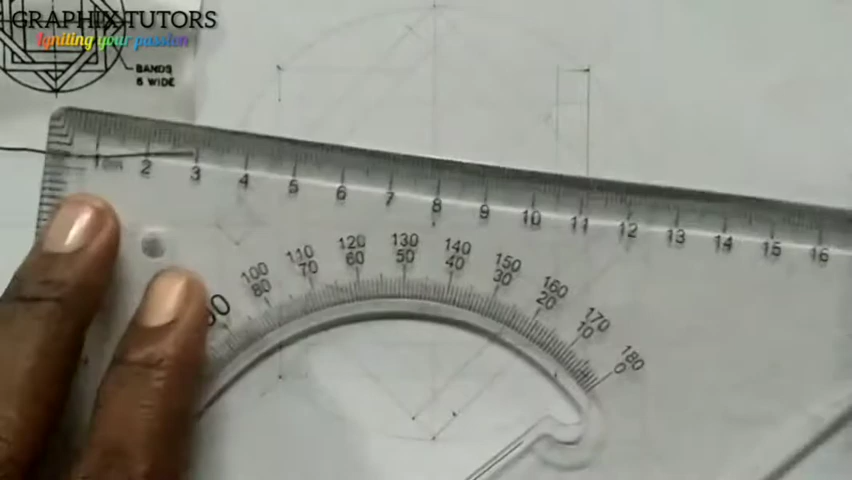 GRAPHIX TUTORS
Igniting your passion
BANDS
6 WIDE
1 cm 2 3 4 5 6 7 8 9 10 11 12 13 14 15 16
100 110 120 130 140 150 160 170 180
80 70 60 50 40 30 20 10 0